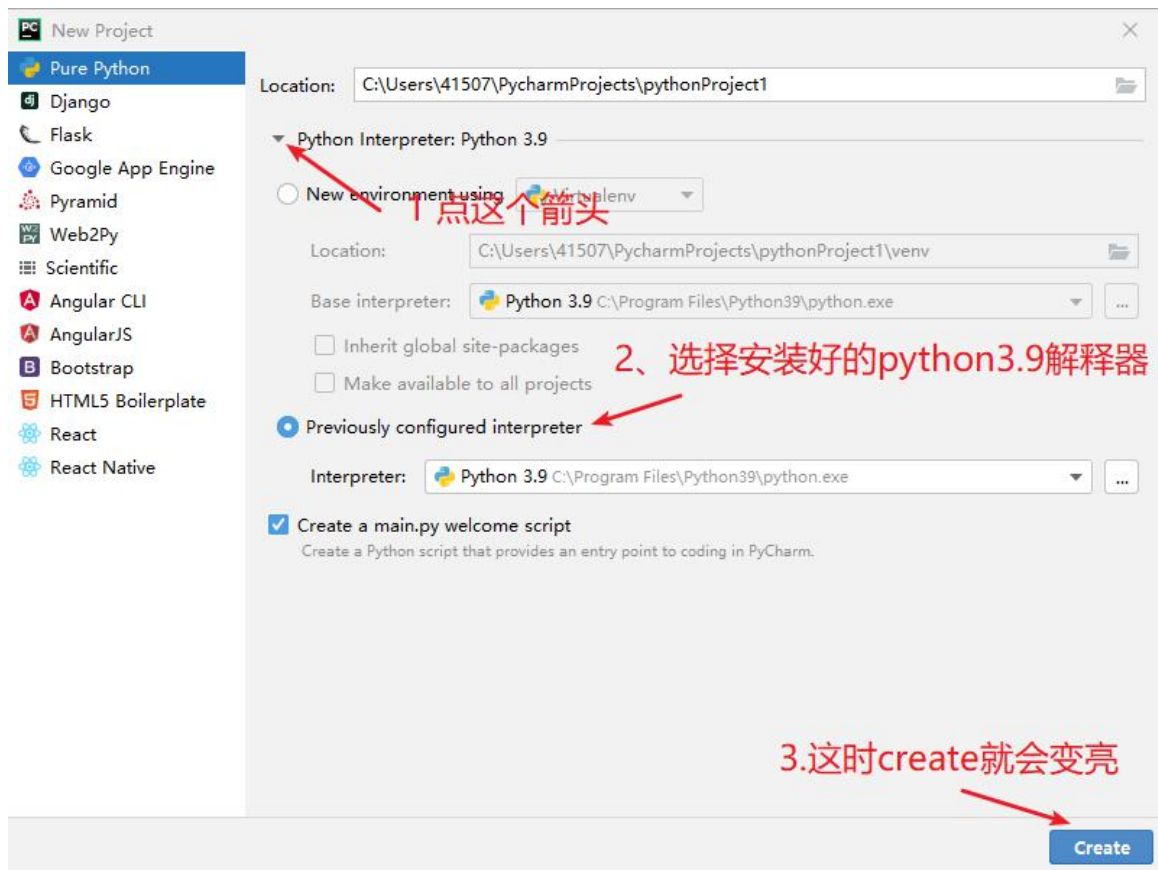 New Project
Pure Python
Django
Flask
Google App Engine
Pyramid
Web2Py
Scientific
Angular CLI
AngularJS
Bootstrap
HTML5 Boilerplate
React
React Native
Location: C:\Users\41507\PycharmProjects\pythonProject1
Python Interpreter: Python 3.9
New environment using Virtualenv
1 点这个箭头
Location: C:\Users\41507\PycharmProjects\pythonProject1\venv
Base interpreter: Python 3.9 C:\Program Files\Python39\python.exe ...
Inherit global site-packages
2、选择安装好的python3.9解释器
Make available to all projects
Previously configured interpreter
Interpreter: Python 3.9 C:\Program Files\Python39\python.exe ...
Create a main.py welcome script
Create a Python script that provides an entry point to coding in PyCharm.
3.这时create就会变亮
Create